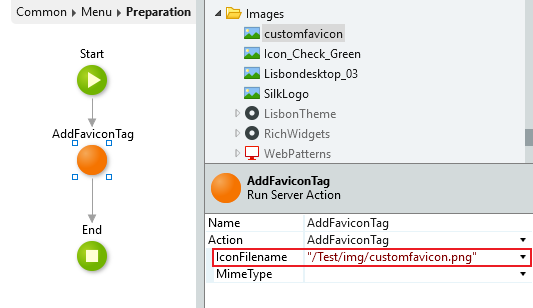 Common ▸ Menu ▸ Preparation
Start
AddFaviconTag
End
Images
customfavicon
Icon_Check_Green
Lisbondesktop_03
SilkLogo
LisbonTheme
RichWidgets
WebPatterns
AddFaviconTag
Run Server Action
Name AddFaviconTag
Action AddFaviconTag
IconFilename "/Test/img/customfavicon.png"
MimeType